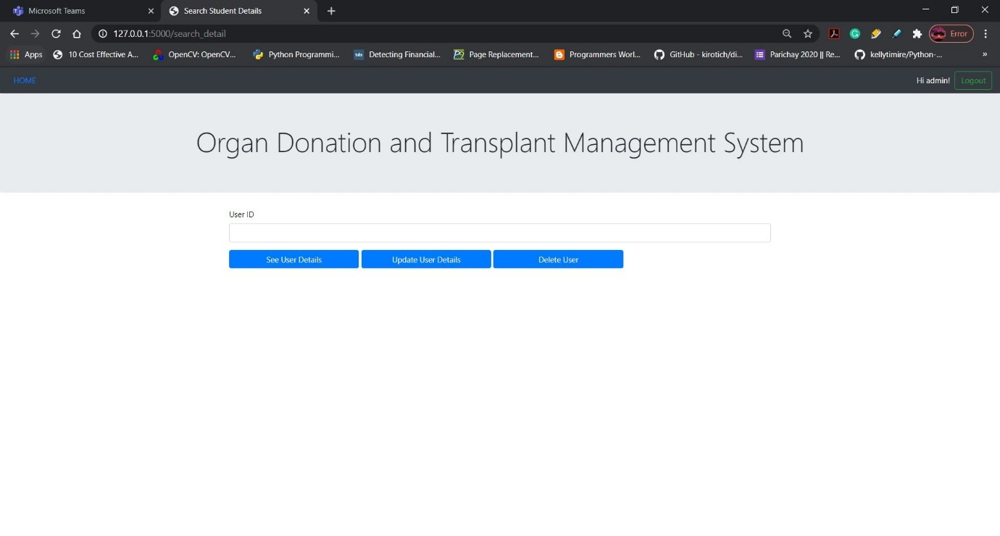 Microsoft Teams
Search Student Details
127.0.0.1:5000/search_detail
Error
Apps
10 Cost Effective A...
OpenCV: OpenCV...
Python Programmi...
tds
Detecting Financial...
Page Replacement...
Programmers Worl...
GitHub - kirotich/di...
Parichay 2020 || Re...
kellytimire/Python-...
»
HOME
Hi admin!
Logout
Organ Donation and Transplant Management System
User ID
See User Details
Update User Details
Delete User